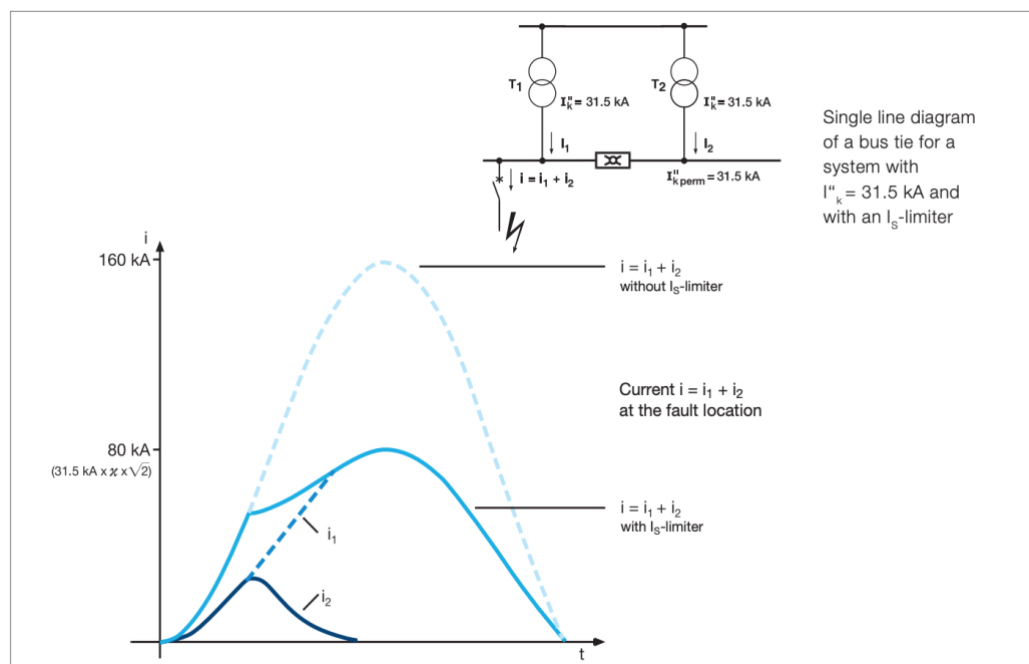 T₁
I"ₖ = 31.5 kA
T₂
I"ₖ = 31.5 kA
I₁
I₂
i = i₁ + i₂
I"ₖ perm = 31.5 kA
Single line diagram
of a bus tie for a
system with
I"ₖ = 31.5 kA and
with an Iₛ-limiter
i
160 kA
i = i₁ + i₂
without Iₛ-limiter
Current i = i₁ + i₂
at the fault location
80 kA
(31.5 kA x ϰ x √2)
i = i₁ + i₂
with Iₛ-limiter
i₁
i₂
t